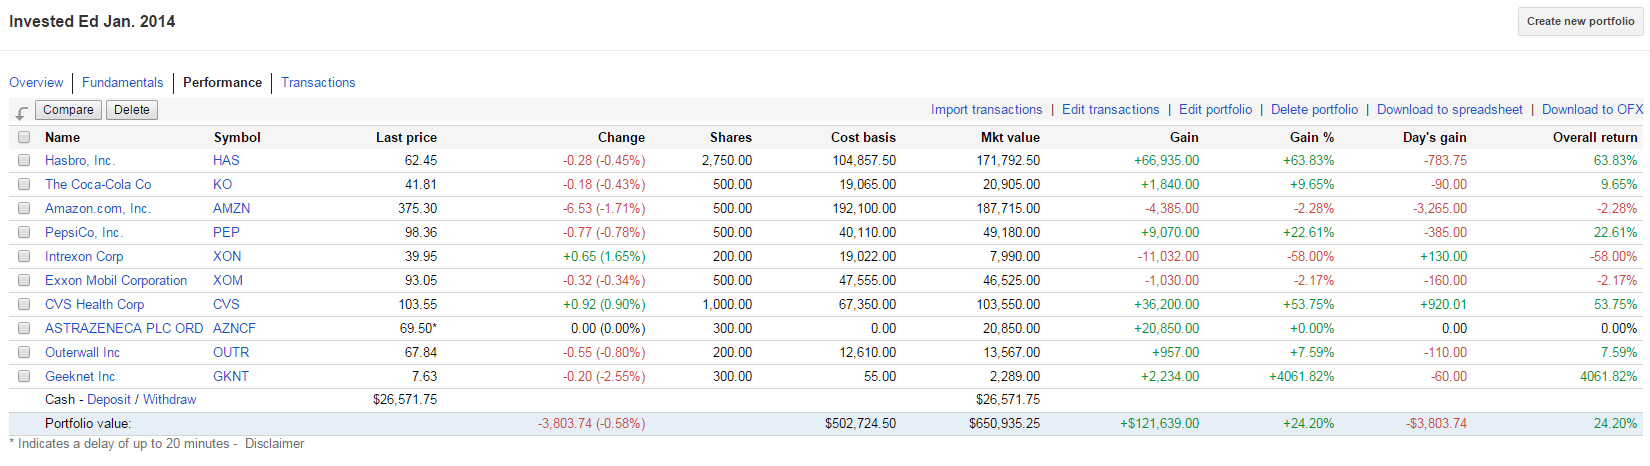 Invested Ed Jan. 2014
Create new portfolio
Overview Fundamentals Performance Transactions
Compare Delete Import transactions | Edit transactions | Edit portfolio | Delete portfolio | Download to spreadsheet | Download to OFX
Name Symbol Last price Change Shares Cost basis Mkt value Gain Gain % Day's gain Overall return
Hasbro, Inc. HAS 62.45 -0.28 (-0.45%) 2,750.00 104,857.50 171,792.50 +66,935.00 +63.83% -783.75 63.83%
The Coca-Cola Co KO 41.81 -0.18 (-0.43%) 500.00 19,065.00 20,905.00 +1,840.00 +9.65% -90.00 9.65%
Amazon.com, Inc. AMZN 375.30 -6.53 (-1.71%) 500.00 192,100.00 187,715.00 -4,385.00 -2.28% -3,265.00 -2.28%
PepsiCo, Inc. PEP 98.36 -0.77 (-0.78%) 500.00 40,110.00 49,180.00 +9,070.00 +22.61% -385.00 22.61%
Intrexon Corp XON 39.95 +0.65 (1.65%) 200.00 19,022.00 7,990.00 -11,032.00 -58.00% +130.00 -58.00%
Exxon Mobil Corporation XOM 93.05 -0.32 (-0.34%) 500.00 47,555.00 46,525.00 -1,030.00 -2.17% -160.00 -2.17%
CVS Health Corp CVS 103.55 +0.92 (0.90%) 1,000.00 67,350.00 103,550.00 +36,200.00 +53.75% +920.01 53.75%
ASTRAZENECA PLC ORD AZNCF 69.50* 0.00 (0.00%) 300.00 0.00 20,850.00 +20,850.00 +0.00% 0.00 0.00%
Outerwall Inc OUTR 67.84 -0.55 (-0.80%) 200.00 12,610.00 13,567.00 +957.00 +7.59% -110.00 7.59%
Geeknet Inc GKNT 7.63 -0.20 (-2.55%) 300.00 55.00 2,289.00 +2,234.00 +4061.82% -60.00 4061.82%
Cash - Deposit / Withdraw $26,571.75 $26,571.75
Portfolio value: -3,803.74 (-0.58%) $502,724.50 $650,935.25 +$121,639.00 +24.20% -$3,803.74 24.20%
* Indicates a delay of up to 20 minutes - Disclaimer